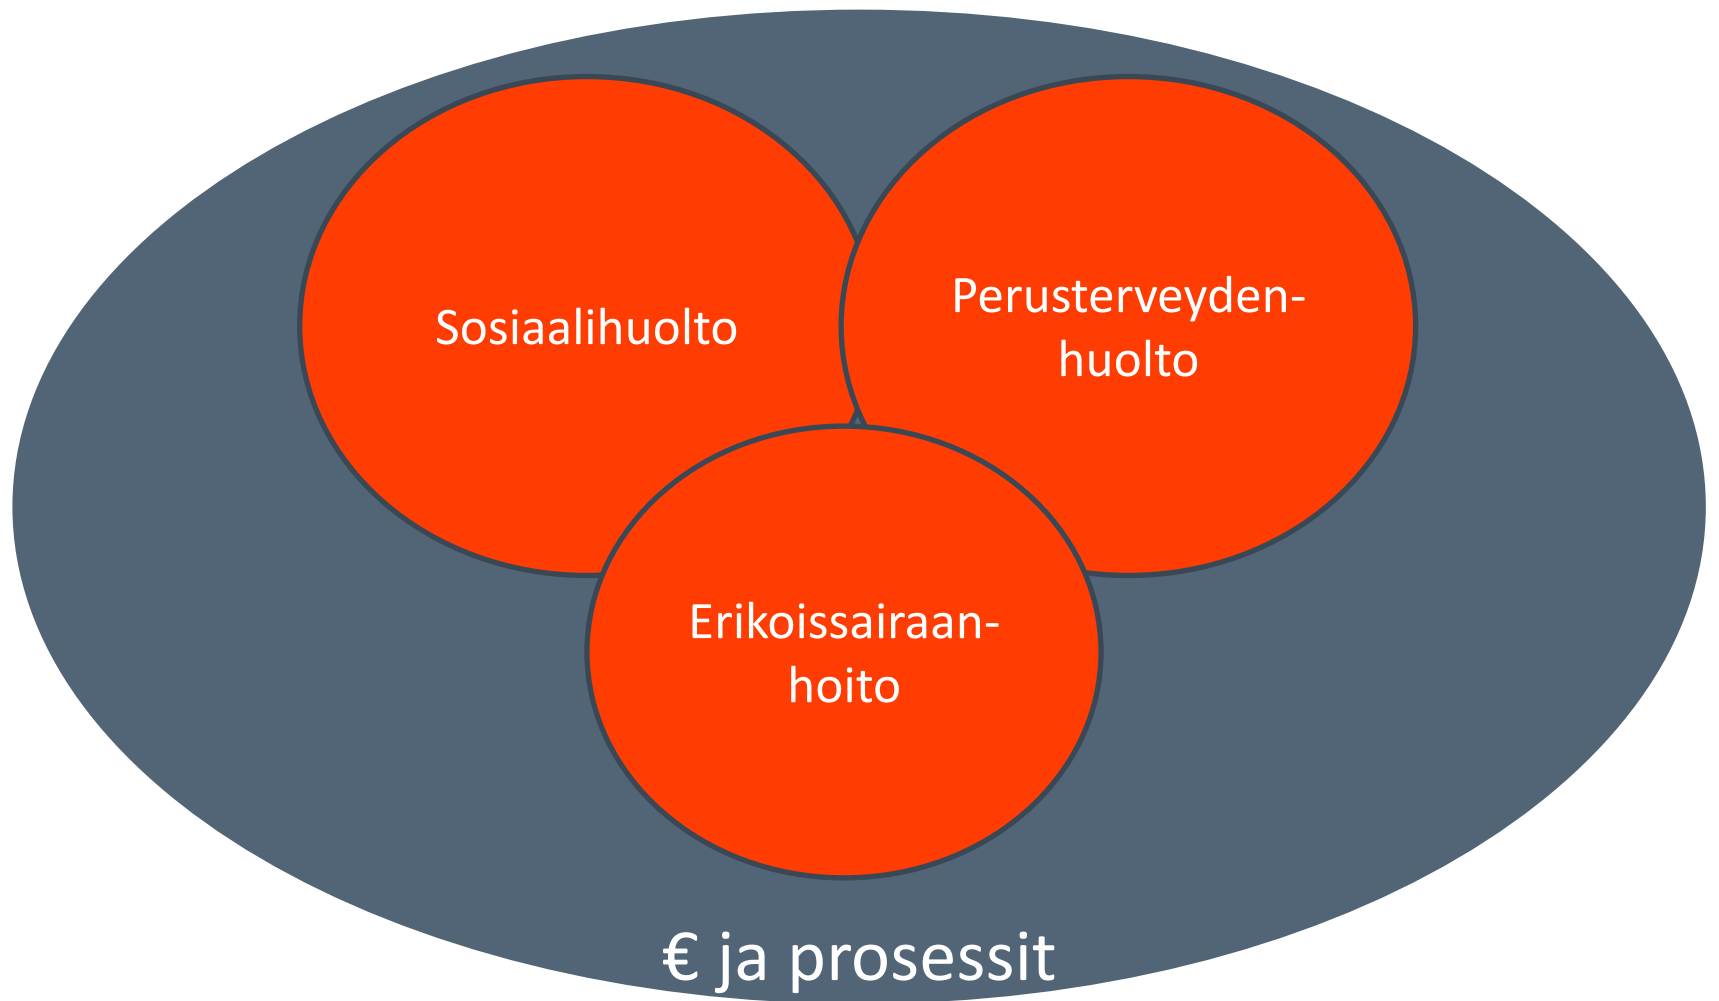 Sosiaalihuolto
Perusterveyden-
huolto
Erikoissairaan-
hoito
€ ja prosessit